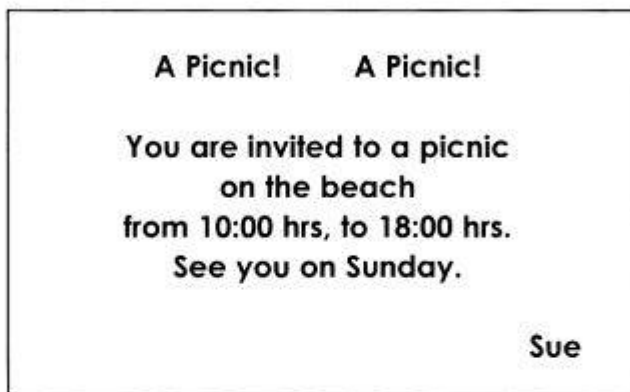 A Picnic! A Picnic!
You are invited to a picnic
on the beach
from 10:00 hrs, to 18:00 hrs.
See you on Sunday.
Sue